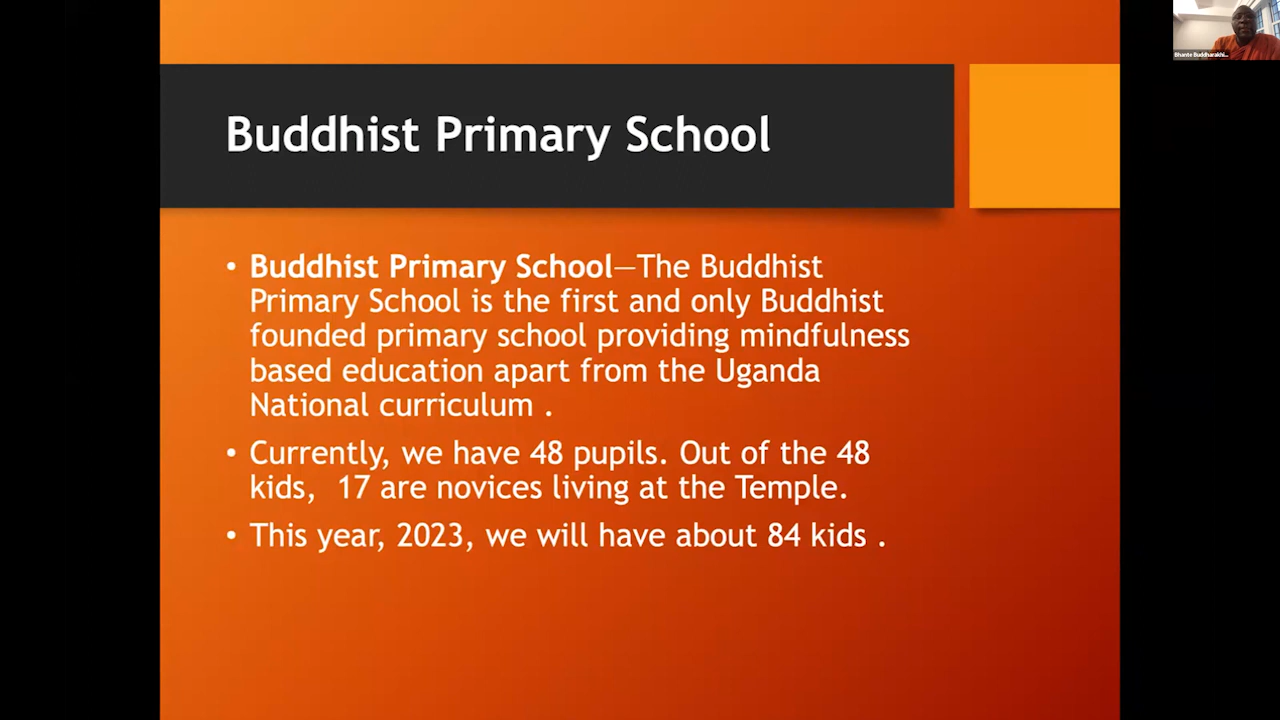 Buddhist Primary School
• Buddhist Primary School—The Buddhist
Primary School is the first and only Buddhist
founded primary school providing mindfulness
based education apart from the Uganda
National curriculum .
• Currently, we have 48 pupils. Out of the 48
kids,  17 are novices living at the Temple.
• This year, 2023, we will have about 84 kids .
Bhante Buddharakhi...